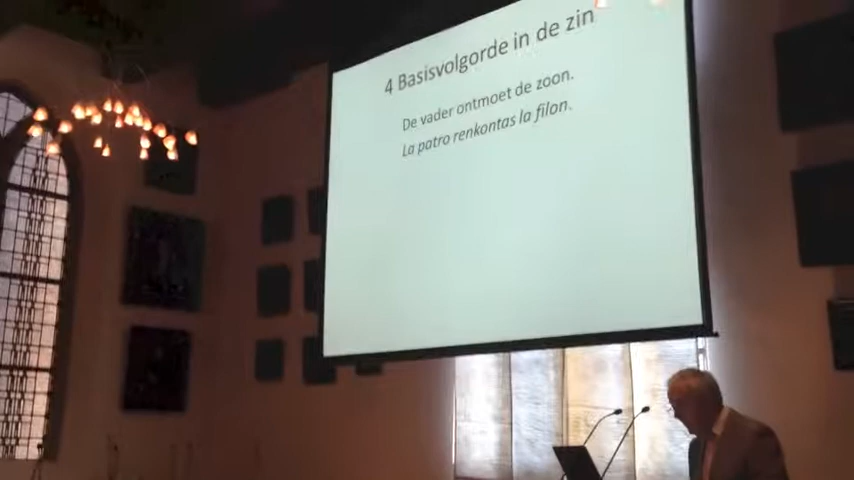 4 Basisvolgorde in de zin
De vader ontmoet de zoon.
La patro renkontas la filon.